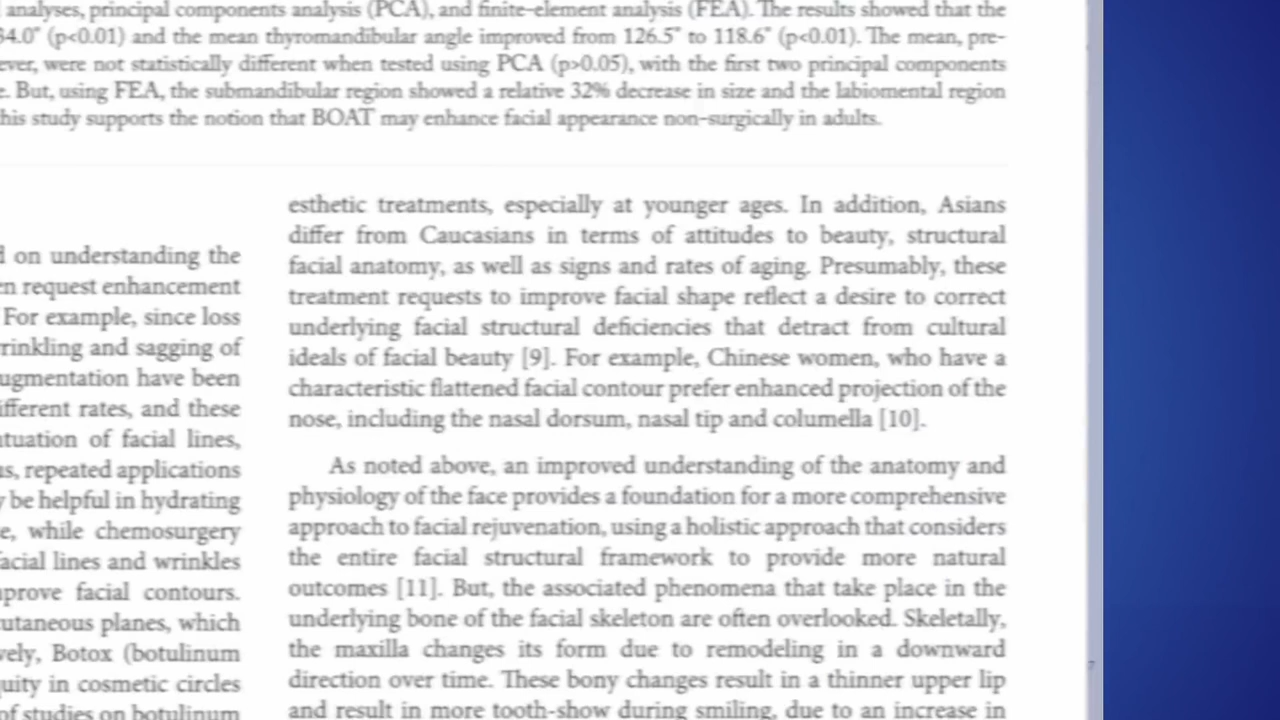 analyses, principal components analysis (PCA), and finite-element analysis (FEA). The results showed that the
34.0° (p<0.01) and the mean thyromandibular angle improved from 126.5° to 118.6° (p<0.01). The mean, pre-
ever, were not statistically different when tested using PCA (p>0.05), with the first two principal components
e. But, using FEA, the submandibular region showed a relative 32% decrease in size and the labiomental region
his study supports the notion that BOAT may enhance facial appearance non-surgically in adults.
d on understanding the
en request enhancement
For example, since loss
rinkling and sagging of
ugmentation have been
ifferent rates, and these
tuation of facial lines,
s, repeated applications
y be helpful in hydrating
e, while chemosurgery
acial lines and wrinkles
prove facial contours.
utaneous planes, which
vely, Botox (botulinum
quity in cosmetic circles
of studies on botulinum
esthetic treatments, especially at younger ages. In addition, Asians
differ from Caucasians in terms of attitudes to beauty, structural
facial anatomy, as well as signs and rates of aging. Presumably, these
treatment requests to improve facial shape reflect a desire to correct
underlying facial structural deficiencies that detract from cultural
ideals of facial beauty [9]. For example, Chinese women, who have a
characteristic flattened facial contour prefer enhanced projection of the
nose, including the nasal dorsum, nasal tip and columella [10].
As noted above, an improved understanding of the anatomy and
physiology of the face provides a foundation for a more comprehensive
approach to facial rejuvenation, using a holistic approach that considers
the entire facial structural framework to provide more natural
outcomes [11]. But, the associated phenomena that take place in the
underlying bone of the facial skeleton are often overlooked. Skeletally,
the maxilla changes its form due to remodeling in a downward
direction over time. These bony changes result in a thinner upper lip
and result in more tooth-show during smiling, due to an increase in